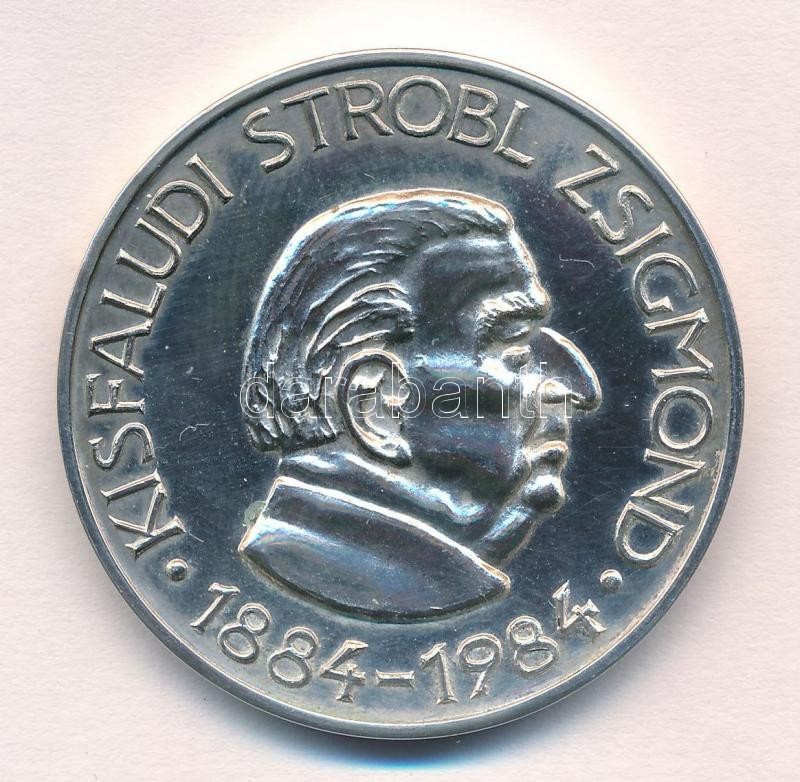 · KISFALUDI STROBL ZSIGMOND ·
1884-1984
darabanth